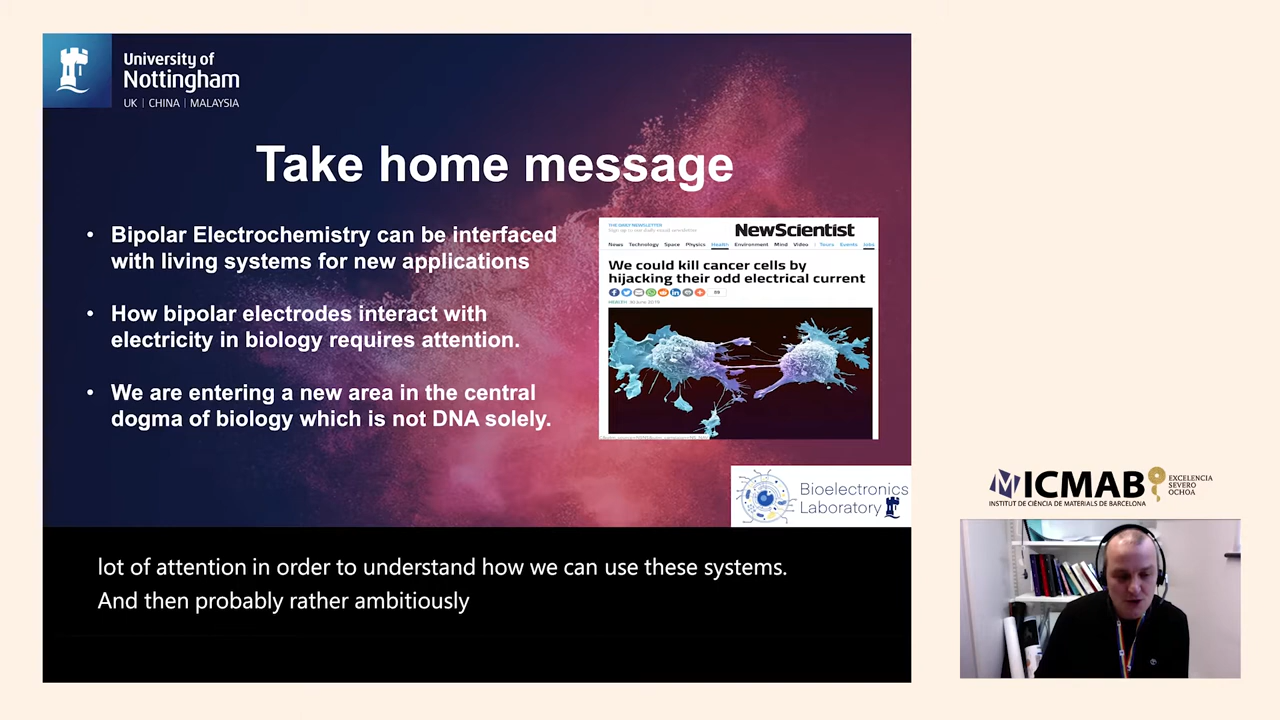 University of
Nottingham
UK | CHINA | MALAYSIA
Take home message
• Bipolar Electrochemistry can be interfaced
with living systems for new applications
• How bipolar electrodes interact with
electricity in biology requires attention.
• We are entering a new area in the central
dogma of biology which is not DNA solely.
THE DAILY NEWSLETTER
Sign up to our daily email newsletter
NewScientist
News Technology Space Physics Health Environment Mind Video | Tours Events Jobs
We could kill cancer cells by
hijacking their odd electrical current
HEALTH 30 June 2019
Bioelectronics
Laboratory
lot of attention in order to understand how we can use these systems.
And then probably rather ambitiously
ICMAB
EXCELENCIA
SEVERO
OCHOA
INSTITUT DE CIÈNCIA DE MATERIALS DE BARCELONA